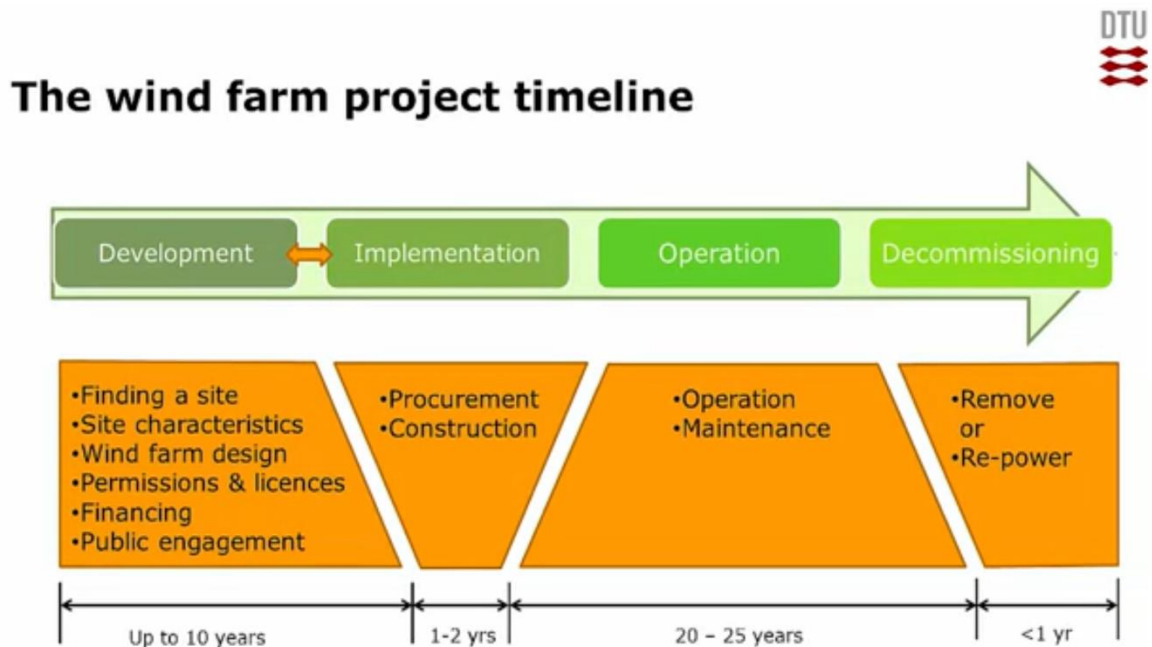 DTU
The wind farm project timeline
Development
Implementation
Operation
Decommissioning
•Finding a site
•Site characteristics
•Wind farm design
•Permissions & licences
•Financing
•Public engagement
•Procurement
•Construction
•Operation
•Maintenance
•Remove
or
•Re-power
Up to 10 years
1-2 yrs
20 – 25 years
<1 yr